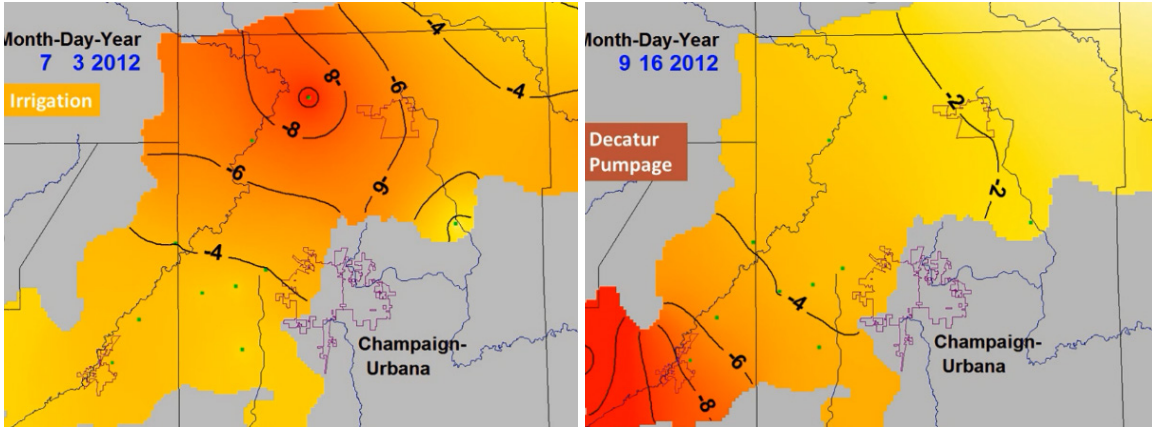 Month-Day-Year
7 3 2012
Irrigation
-4
-4
-6
-8
-8
-6
-6
-4
Champaign-
Urbana
Month-Day-Year
9 16 2012
Decatur
Pumpage
-2
-2
-4
-6
-8
Champaign-
Urbana